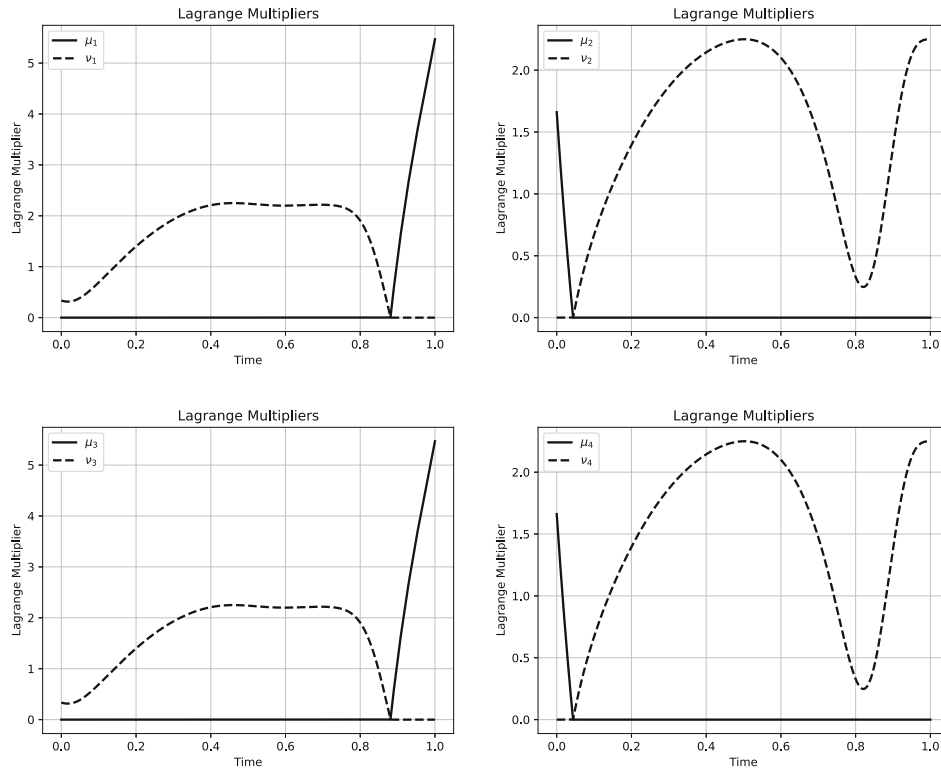 Lagrange Multipliers
μ₁
ν₁
Lagrange Multiplier
5
4
3
2
1
0
0.0 0.2 0.4 0.6 0.8 1.0
Time
Lagrange Multipliers
μ₂
ν₂
Lagrange Multiplier
2.0
1.5
1.0
0.5
0.0
0.0 0.2 0.4 0.6 0.8 1.0
Time
Lagrange Multipliers
μ₃
ν₃
Lagrange Multiplier
5
4
3
2
1
0
0.0 0.2 0.4 0.6 0.8 1.0
Time
Lagrange Multipliers
μ₄
ν₄
Lagrange Multiplier
2.0
1.5
1.0
0.5
0.0
0.0 0.2 0.4 0.6 0.8 1.0
Time